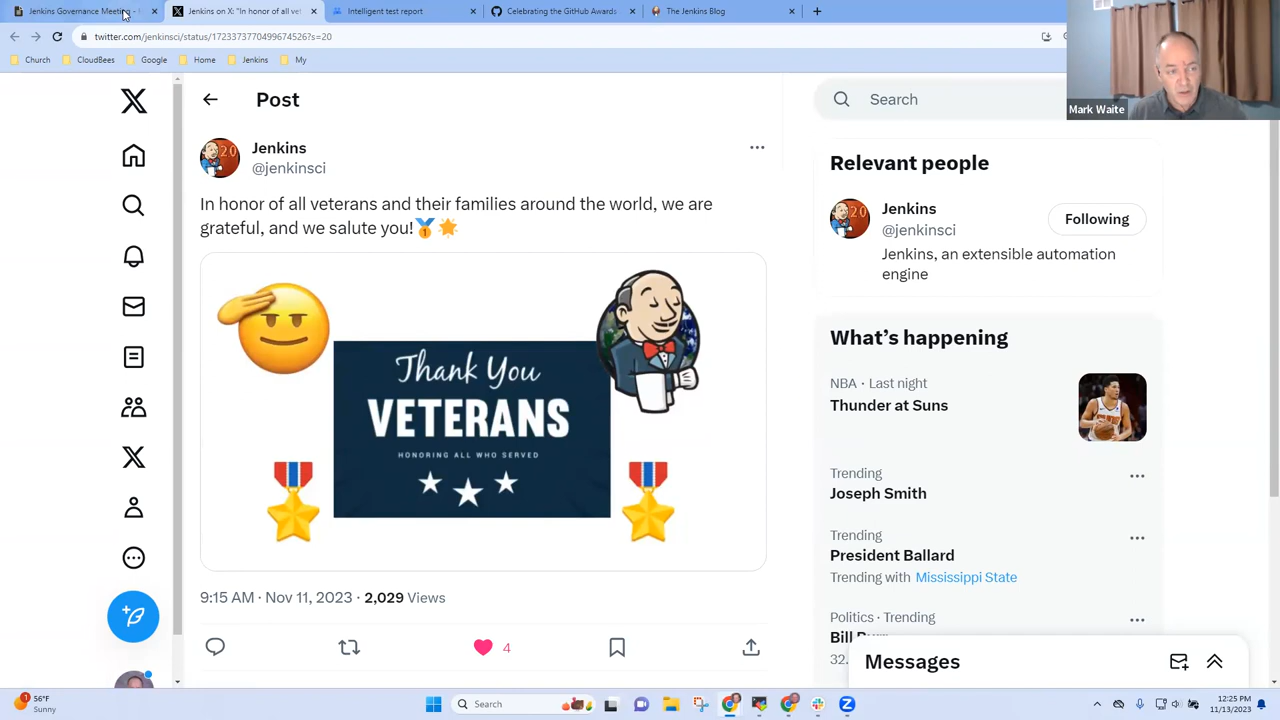 Jenkins Governance Meeti
Jenkins on X: "In honor of all ve
Intelligent test report
Celebrating the GitHub Awards
The Jenkins Blog
twitter.com/jenkinsci/status/1723373770499674526?s=20
Church
CloudBees
Google
Home
Jenkins
My
Mark Waite
Post
Search
Jenkins
@jenkinsci
In honor of all veterans and their families around the world, we are
grateful, and we salute you!🥇🌟
Thank You
VETERANS
HONORING ALL WHO SERVED
9:15 AM · Nov 11, 2023 · 2,029 Views
4
Relevant people
Jenkins
@jenkinsci
Following
Jenkins, an extensible automation
engine
What's happening
NBA · Last night
Thunder at Suns
Trending
Joseph Smith
Trending
President Ballard
Trending with Mississippi State
Politics · Trending
Bill
32.
Messages
56°F
Sunny
Search
12:25 PM
11/13/2023